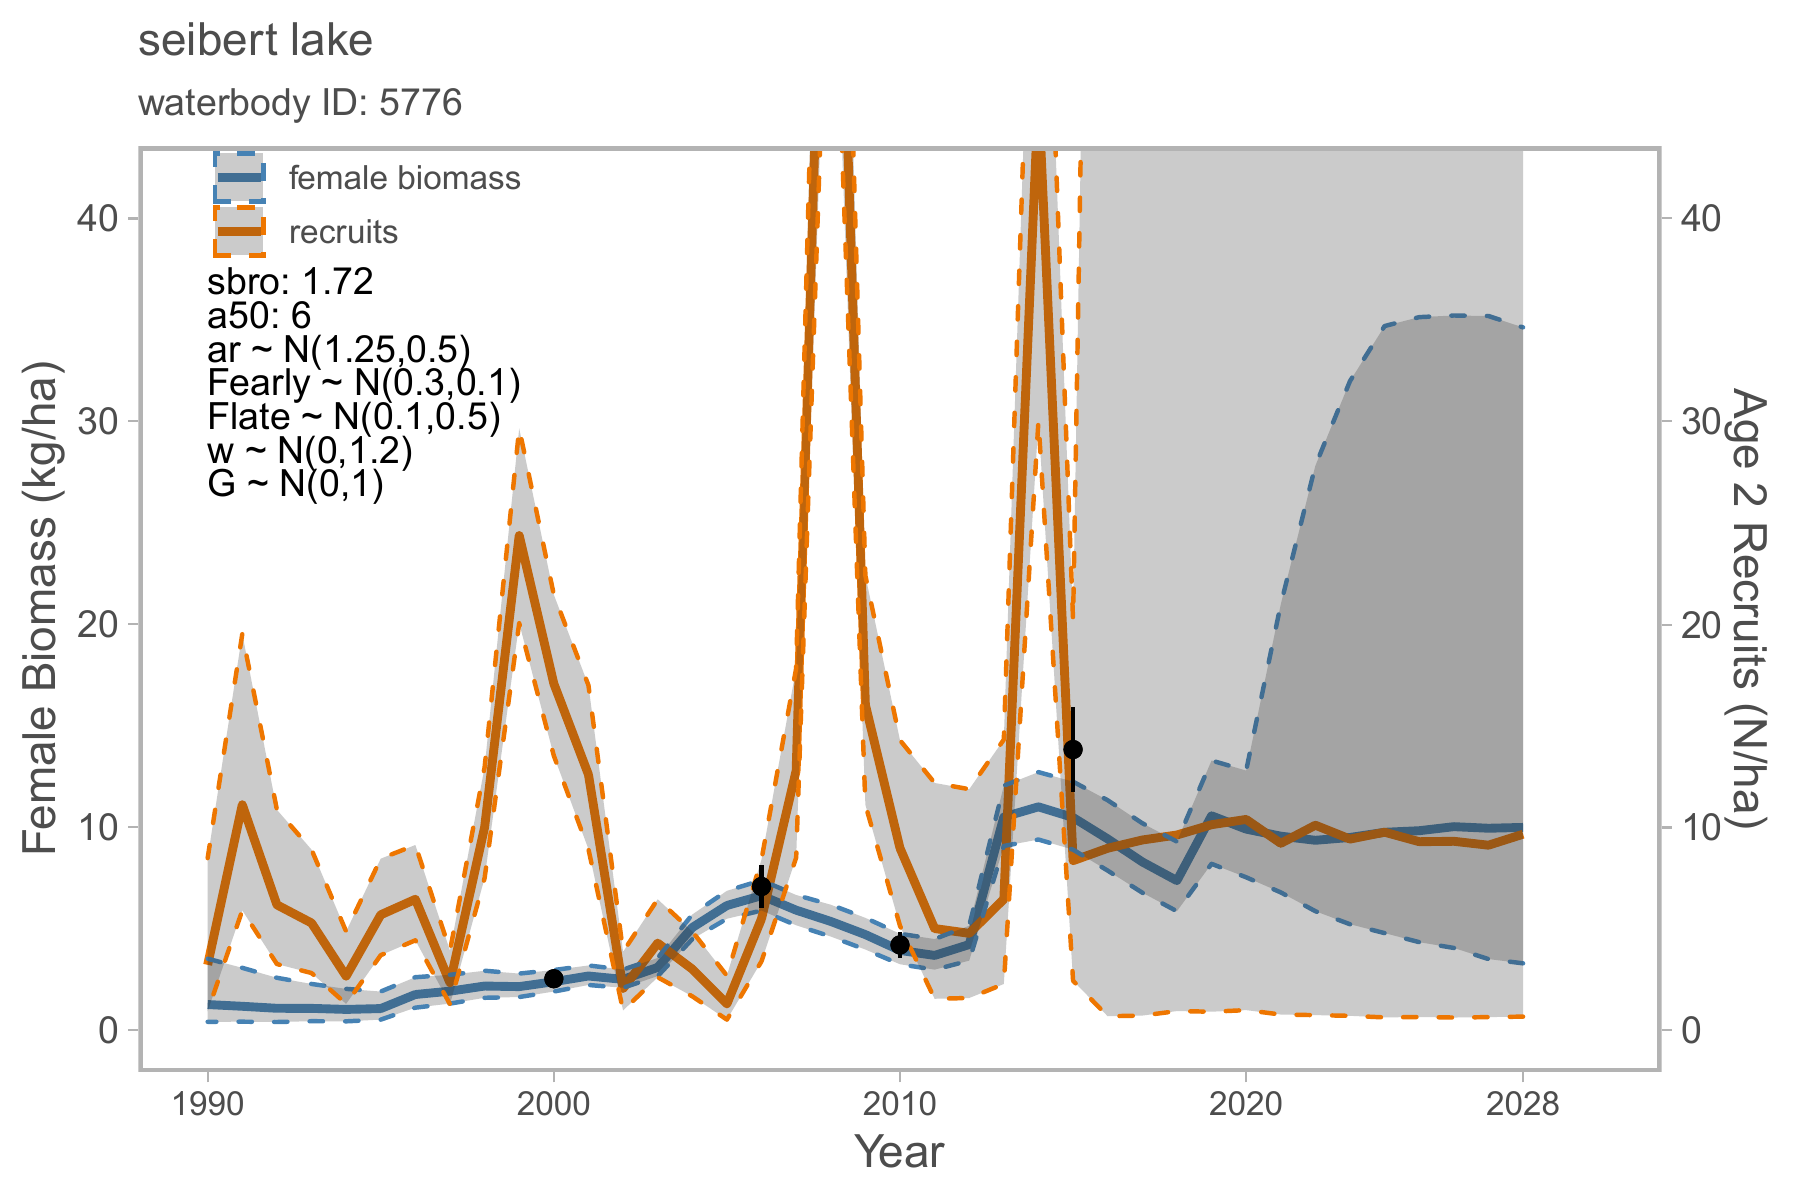 seibert lake
waterbody ID: 5776
female biomass
recruits
sbro: 1.72
a50: 6
ar ~ N(1.25,0.5)
Fearly ~ N(0.3,0.1)
Flate ~ N(0.1,0.5)
w ~ N(0,1.2)
G ~ N(0,1)
Female Biomass (kg/ha)
40
30
20
10
0
40
30
20
10
0
Age 2 Recruits (N/ha)
1990
2000
2010
2020
2028
Year